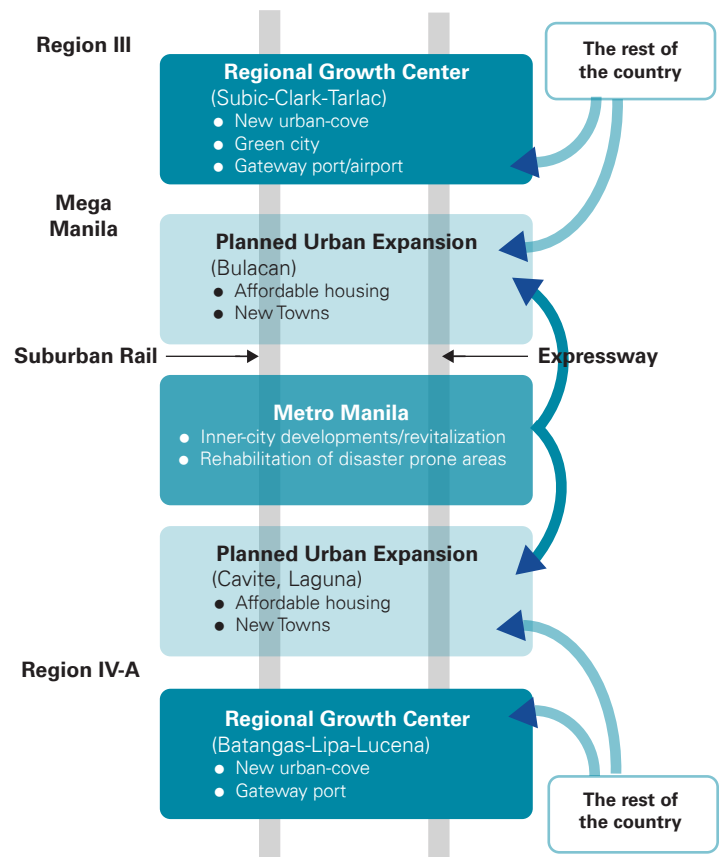 Region III
The rest of
the country
Regional Growth Center
(Subic-Clark-Tarlac)
● New urban-cove
● Green city
● Gateway port/airport
Mega
Manila
Planned Urban Expansion
(Bulacan)
● Affordable housing
● New Towns
Suburban Rail
Expressway
Metro Manila
● Inner-city developments/revitalization
● Rehabilitation of disaster prone areas
Planned Urban Expansion
(Cavite, Laguna)
● Affordable housing
● New Towns
Region IV-A
Regional Growth Center
(Batangas-Lipa-Lucena)
● New urban-cove
● Gateway port
The rest of
the country